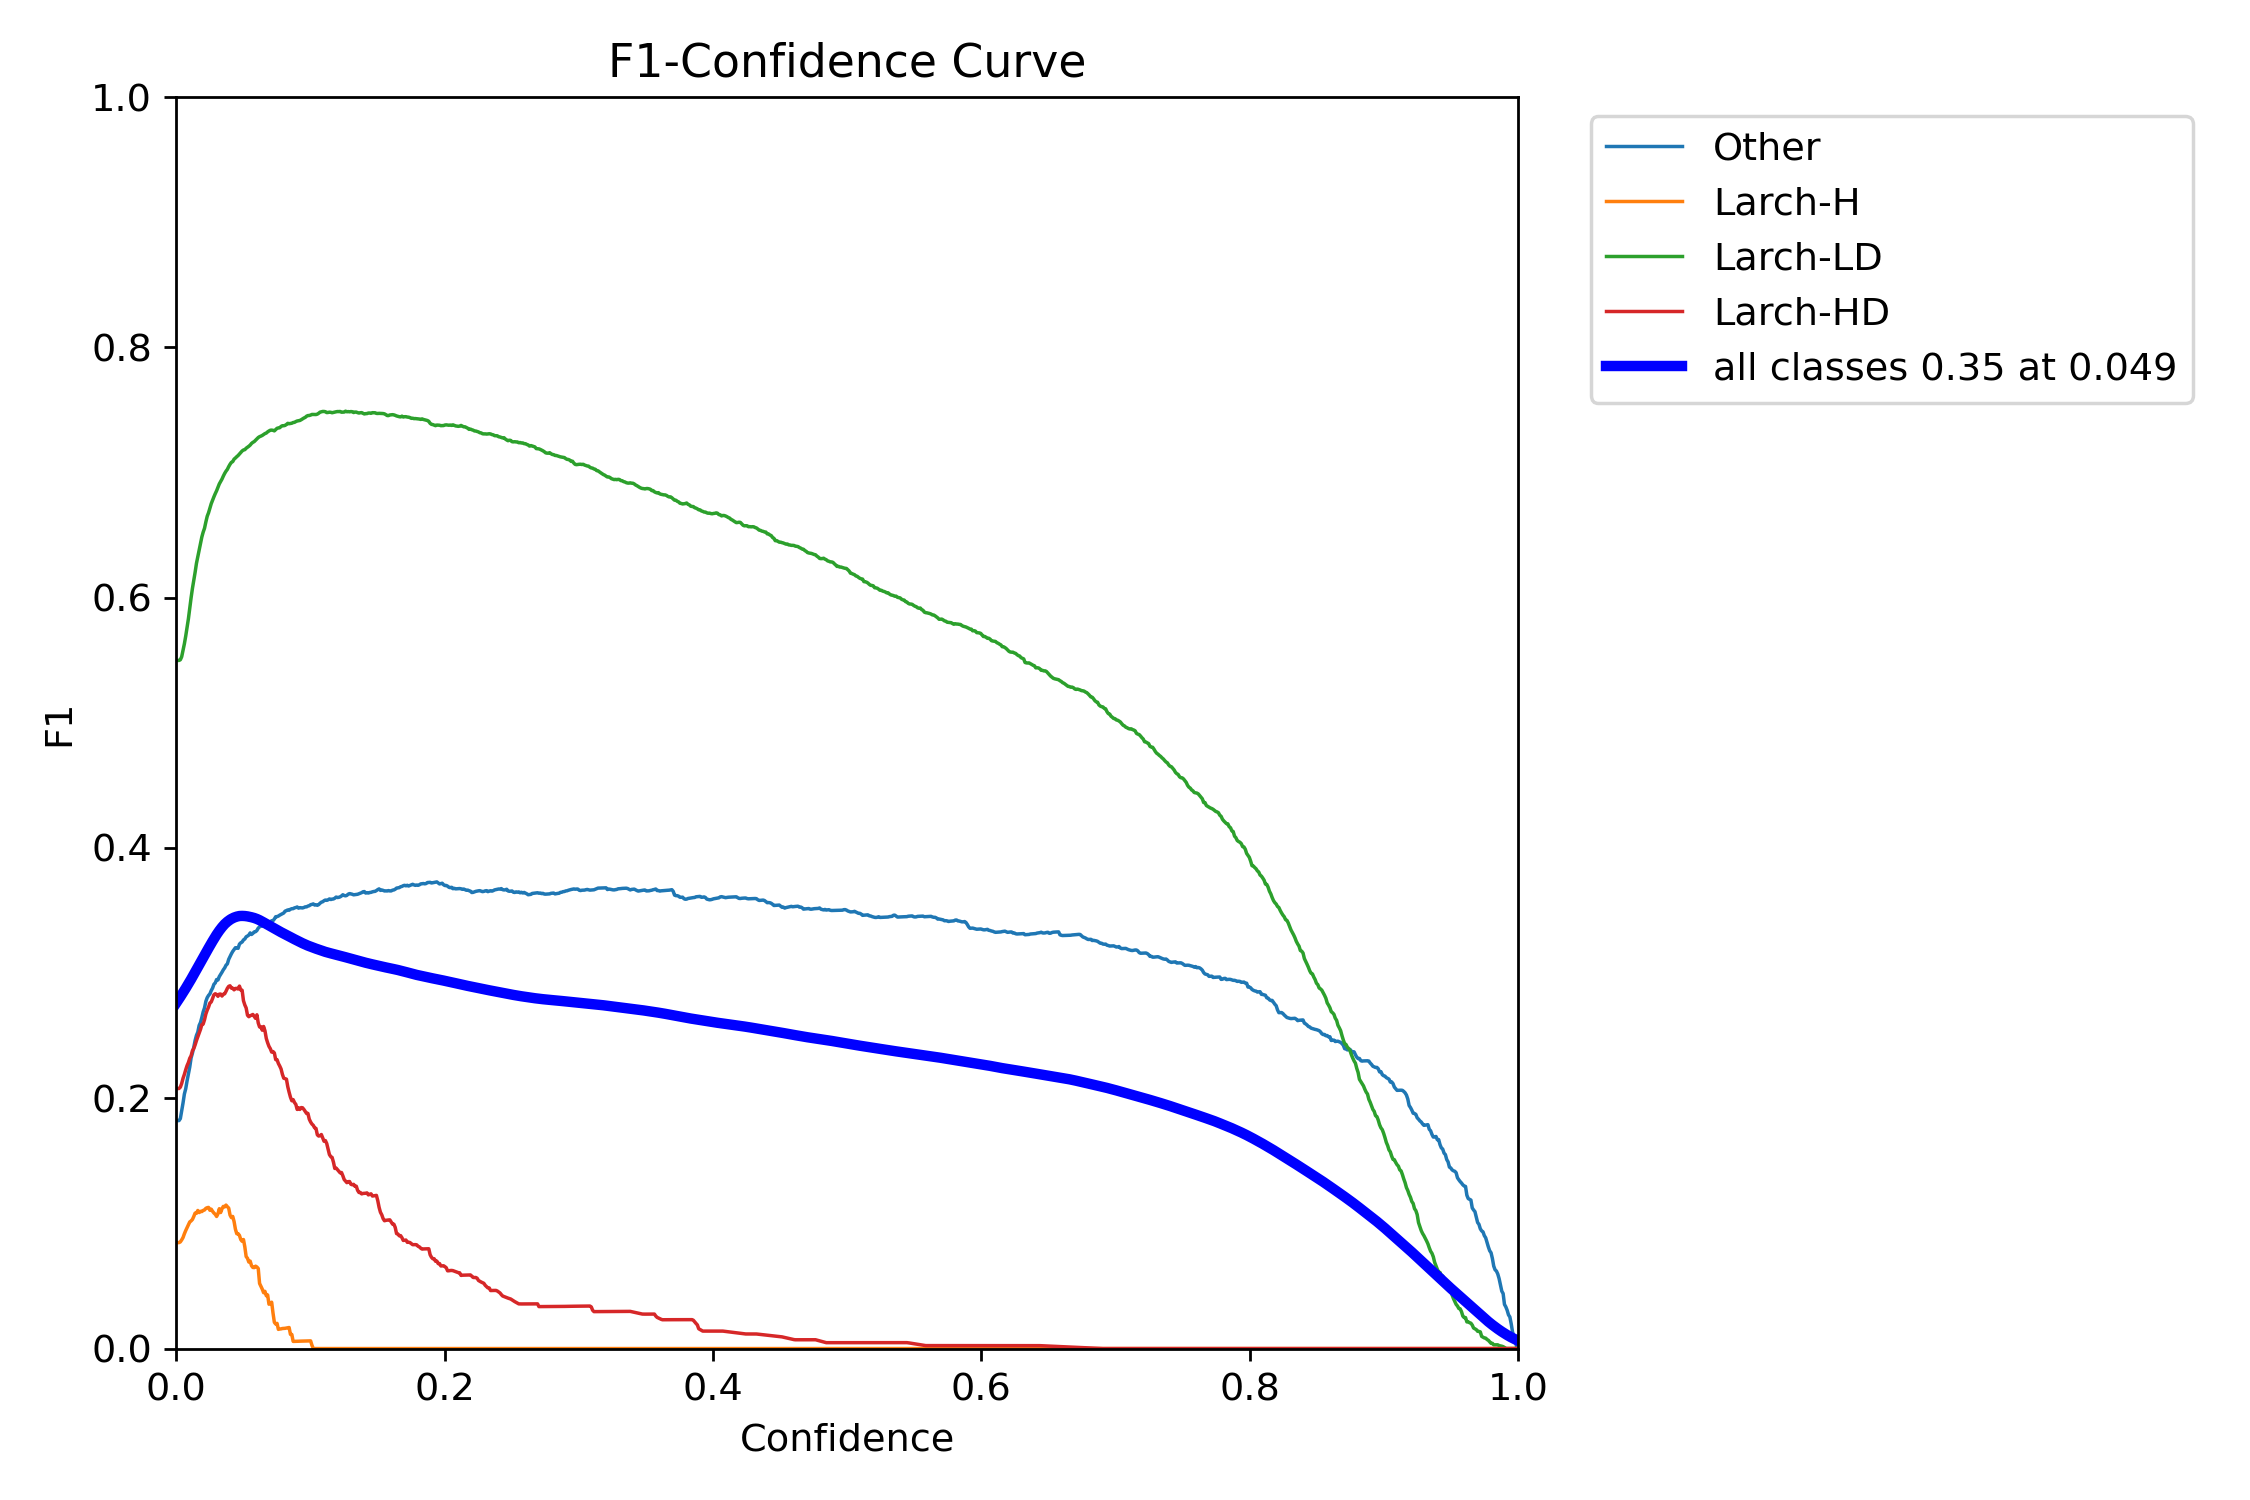 F1-Confidence Curve
1.0
0.8
0.6
0.4
0.2
0.0
F1
0.0 0.2 0.4 0.6 0.8 1.0
Confidence
Other
Larch-H
Larch-LD
Larch-HD
all classes 0.35 at 0.049